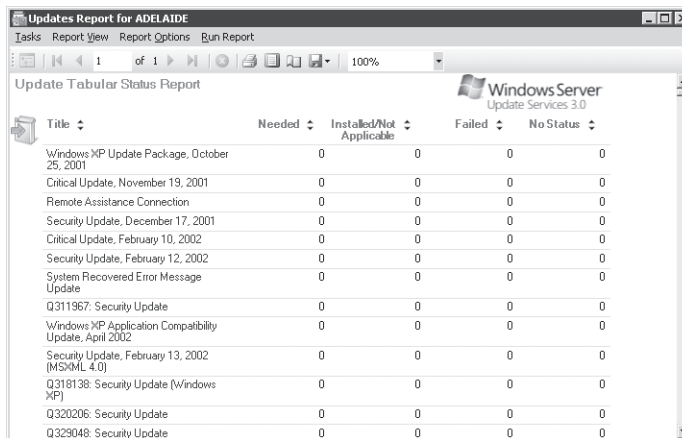 Updates Report for ADELAIDE
Tasks Report View Report Options Run Report
1 of 1 100%
Update Tabular Status Report
Windows Server
Update Services 3.0
Title Needed Installed/Not Applicable Failed No Status
Windows XP Update Package, October
25, 2001 0 0 0 0
Critical Update, November 19, 2001 0 0 0 0
Remote Assistance Connection 0 0 0 0
Security Update, December 17, 2001 0 0 0 0
Critical Update, February 10, 2002 0 0 0 0
Security Update, February 12, 2002 0 0 0 0
System Recovered Error Message
Update 0 0 0 0
Q311967: Security Update 0 0 0 0
Windows XP Application Compatibility
Update, April 2002 0 0 0 0
Security Update, February 13, 2002
(MSXML 4.0) 0 0 0 0
Q318138: Security Update (Windows
XP) 0 0 0 0
Q320206: Security Update 0 0 0 0
Q329048: Security Update 0 0 0 0